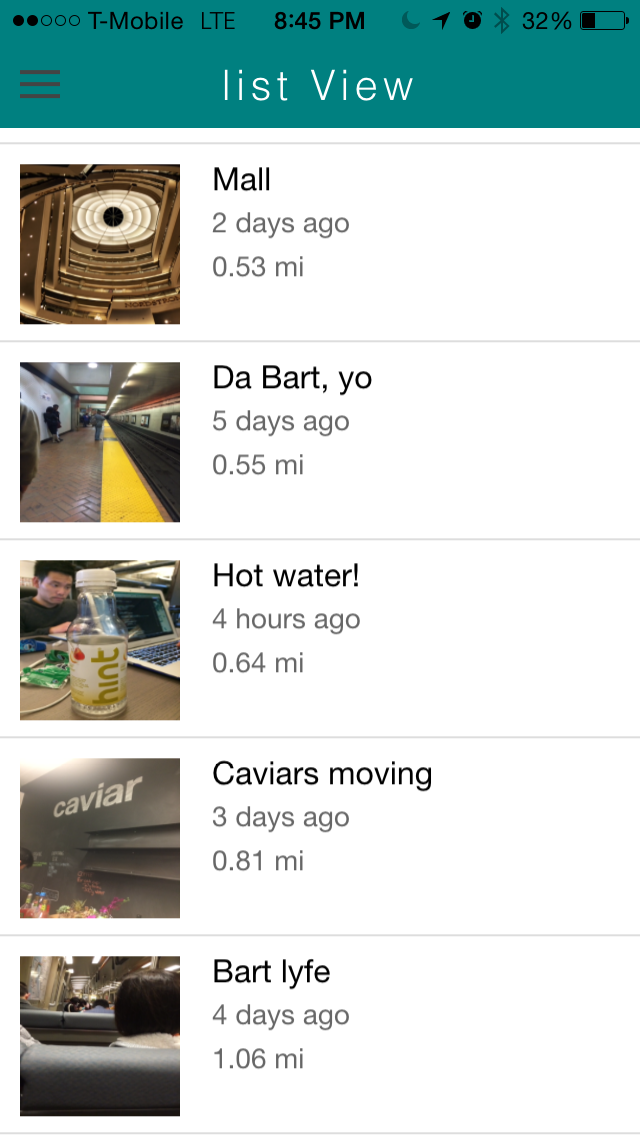 T-Mobile LTE 8:45 PM 32%
list View
Mall
2 days ago
0.53 mi
Da Bart, yo
5 days ago
0.55 mi
hint
Hot water!
4 hours ago
0.64 mi
caviar
Caviars moving
3 days ago
0.81 mi
Bart lyfe
4 days ago
1.06 mi